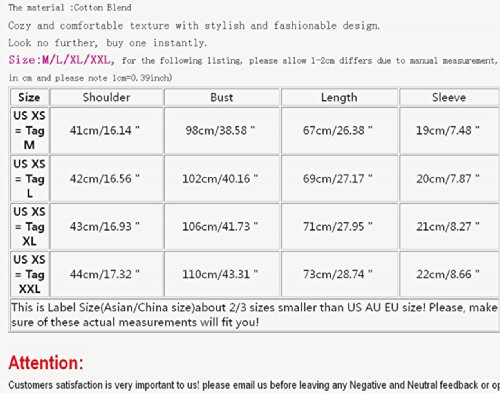 The material :Cotton Blend
Cozy and comfortable texture with stylish and fashionable design.
Look no further, buy one instantly.
Size:M/L/XL/XXL, for the following listing, please allow 1-2cm differs due to manual measurement,
in cm and please note 1cm=0.39inch)
Size Shoulder Bust Length Sleeve
US XS = Tag M 41cm/16.14 " 98cm/38.58 " 67cm/26.38 " 19cm/7.48 "
US XS = Tag L 42cm/16.56 " 102cm/40.16 " 69cm/27.17 " 20cm/7.87 "
US XS = Tag XL 43cm/16.93 " 106cm/41.73 " 71cm/27.95 " 21cm/8.27 "
US XS = Tag XXL 44cm/17.32 " 110cm/43.31 " 73cm/28.74 " 22cm/8.66 "
This is Label Size(Asian/China size)about 2/3 sizes smaller than US AU EU size! Please, make
sure of these actual measurements will fit you!
Attention:
Customers satisfaction is very important to us! please email us before leaving any Negative and Neutral feedback or op